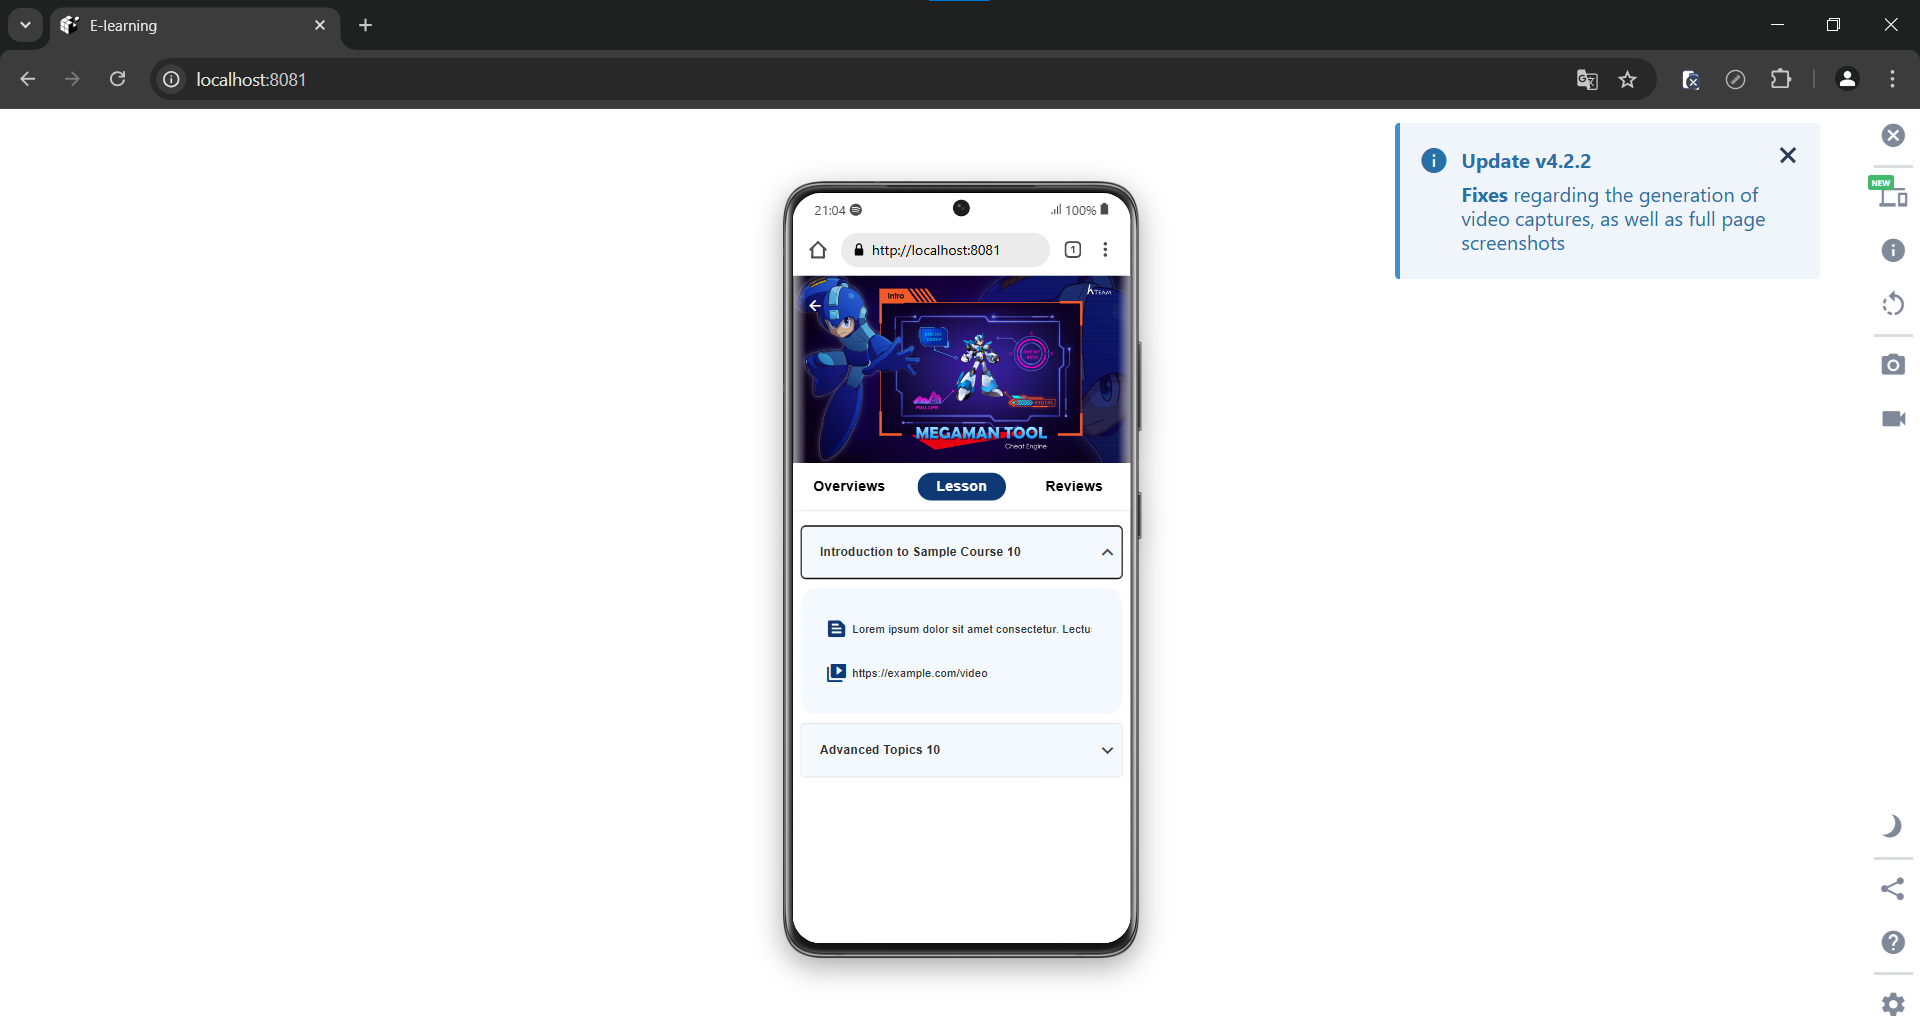 E-learning
localhost:8081
Update v4.2.2
Fixes regarding the generation of
video captures, as well as full page
screenshots
NEW
21:04
100%
http://localhost:8081
1
Intro
TEAM
MEGAMAN TOOL
Cheat Engine
Overviews
Lesson
Reviews
Introduction to Sample Course 10
Lorem ipsum dolor sit amet consectetur. Lectu
https://example.com/video
Advanced Topics 10